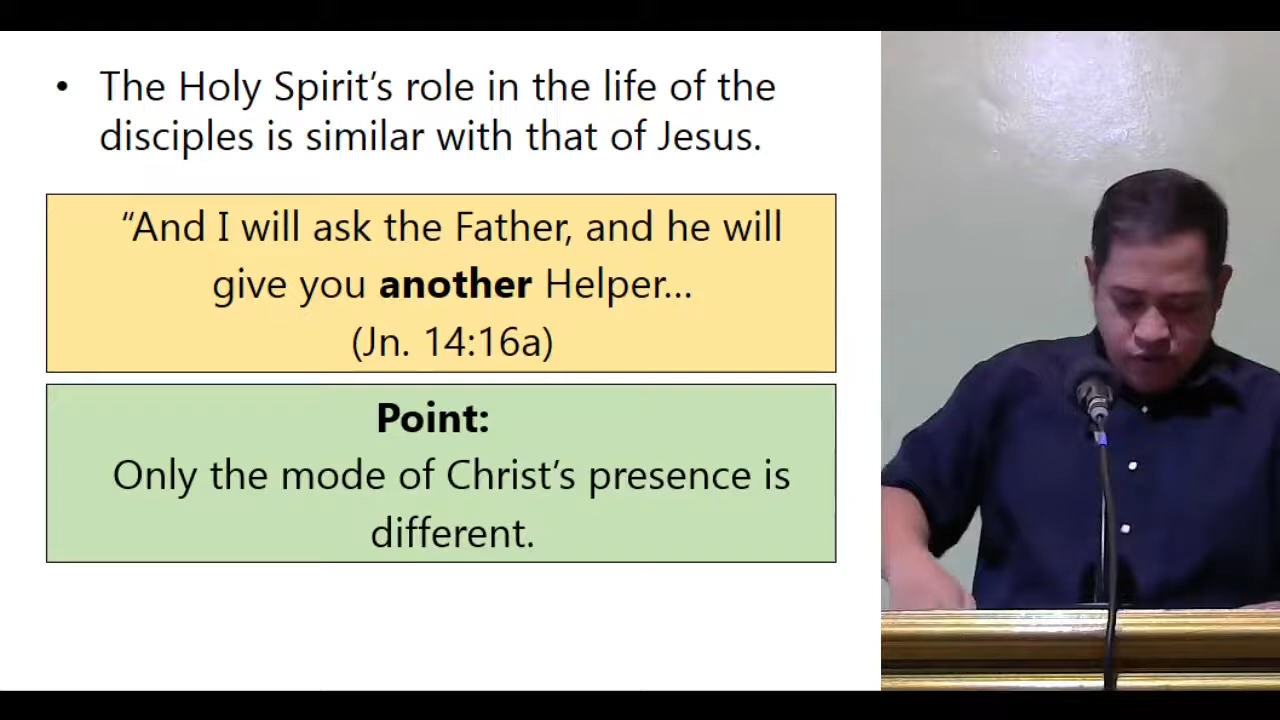 • The Holy Spirit’s role in the life of the
disciples is similar with that of Jesus.
“And I will ask the Father, and he will
give you another Helper...
(Jn. 14:16a)
Point:
Only the mode of Christ’s presence is
different.